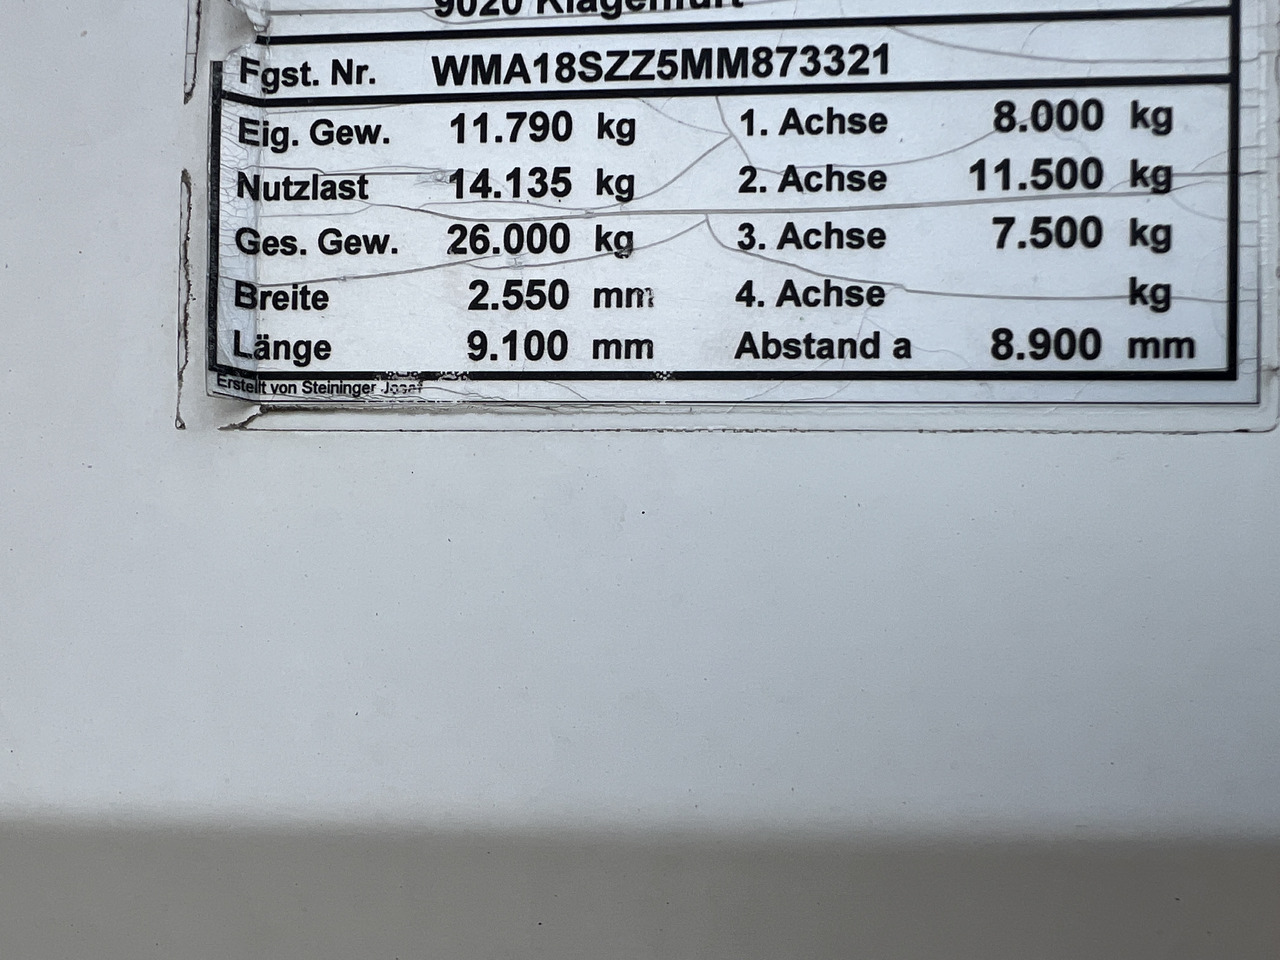 9020 Klagenfurt
Fgst. Nr. WMA18SZZ5MM873321
Eig. Gew. 11.790 kg 1. Achse 8.000 kg
Nutzlast 14.135 kg 2. Achse 11.500 kg
Ges. Gew. 26.000 kg 3. Achse 7.500 kg
Breite 2.550 mm 4. Achse kg
Länge 9.100 mm Abstand a 8.900 mm
Erstellt von Steininger Josef